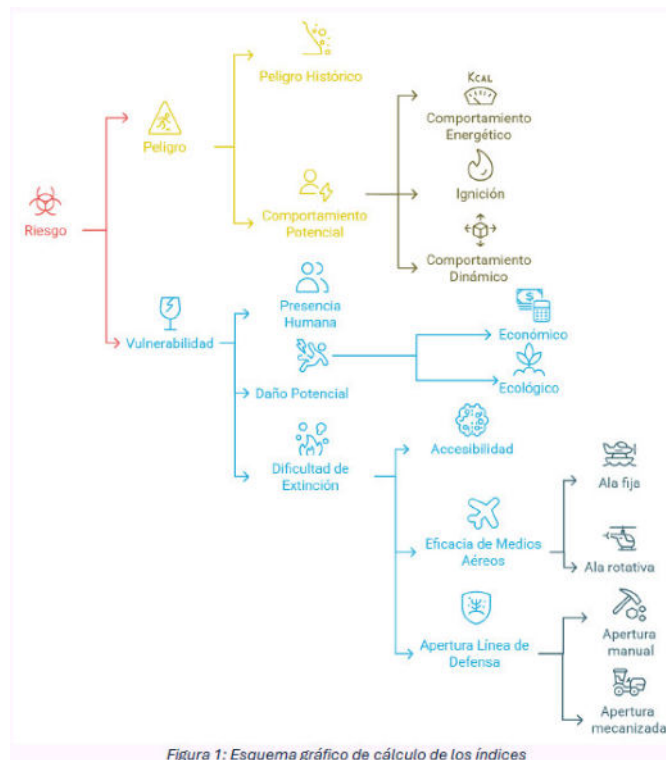 Peligro Histórico
KCAL
Comportamiento
Energético
Peligro
Ignición
Comportamiento
Potencial
Riesgo
Comportamiento
Dinámico
Presencia
Humana
Vulnerabilidad
Económico
Daño Potencial
Ecológico
Dificultad de
Extinción
Accesibilidad
Ala fija
Eficacia de Medios
Aéreos
Ala rotativa
Apertura Línea de
Defensa
Apertura
manual
Apertura
mecanizada
Figura 1: Esquema gráfico de cálculo de los índices